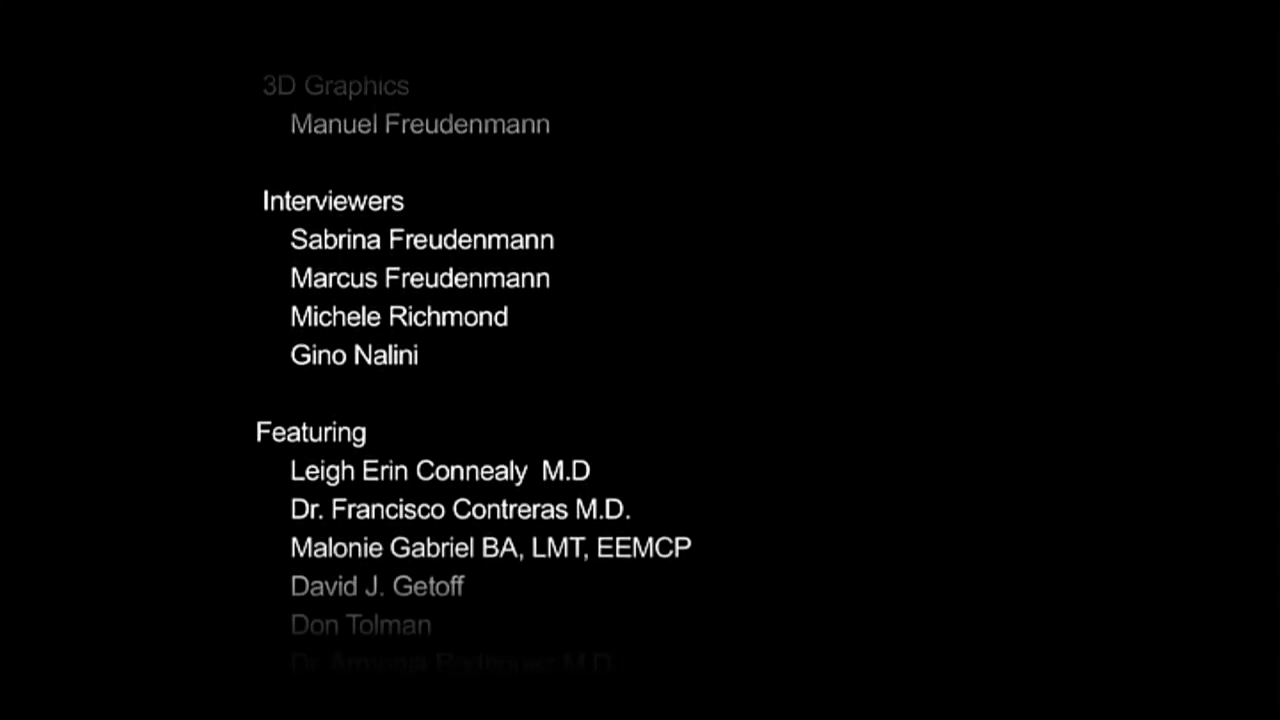 3D Graphics
Manuel Freudenmann
Interviewers
Sabrina Freudenmann
Marcus Freudenmann
Michele Richmond
Gino Nalini
Featuring
Leigh Erin Connealy M.D
Dr. Francisco Contreras M.D.
Malonie Gabriel BA, LMT, EEMCP
David J. Getoff
Don Tolman
Dr. M.D.